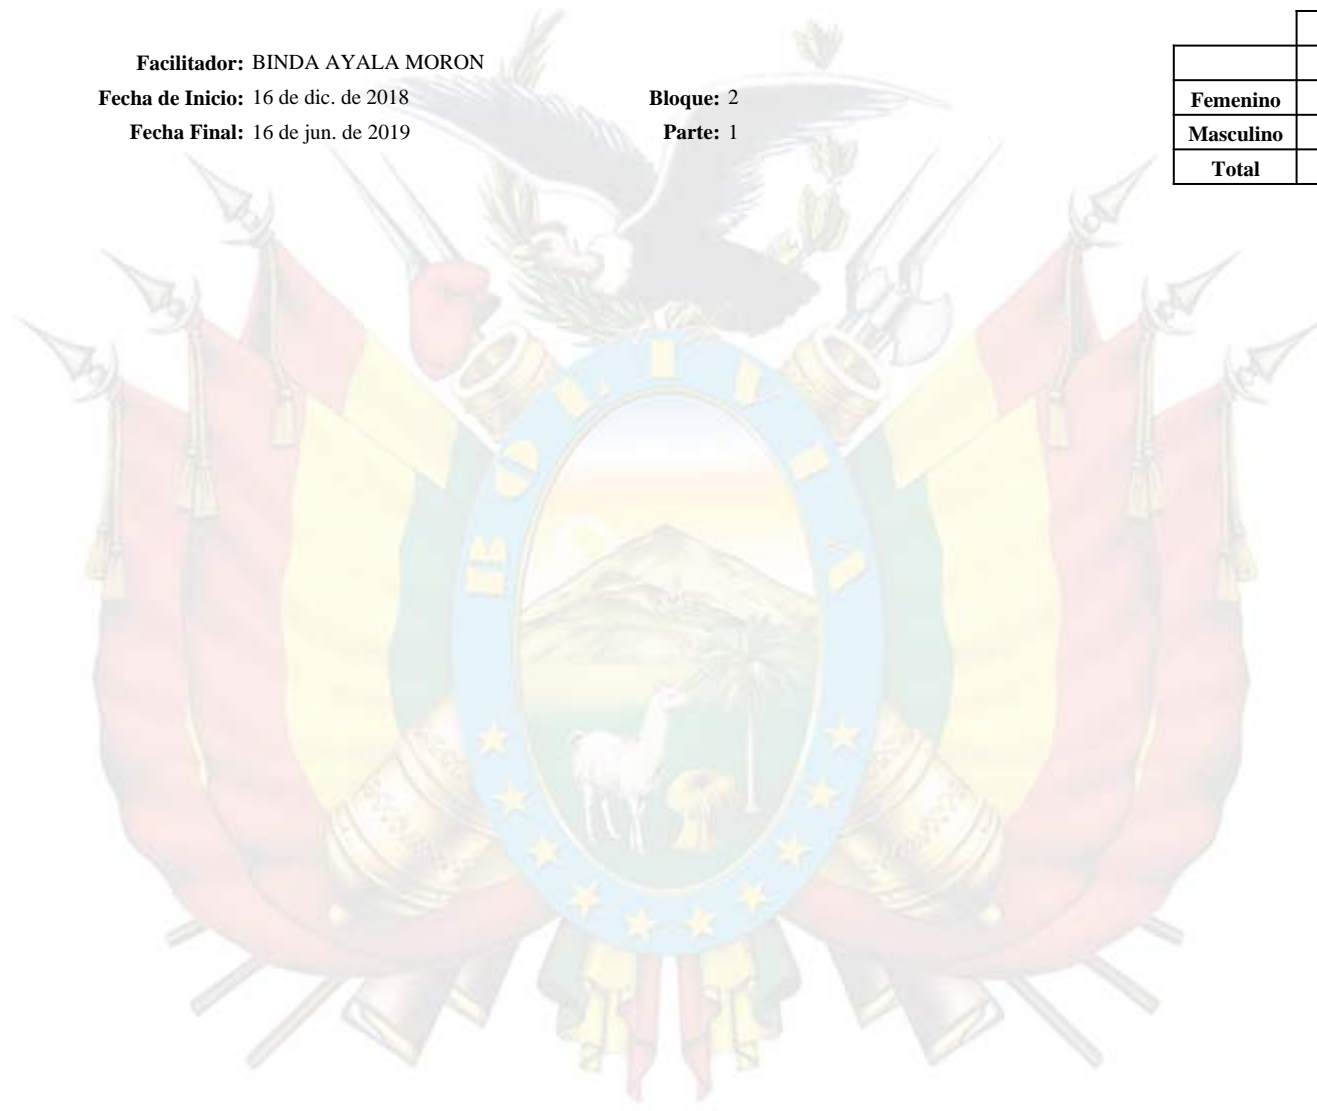 Facilitador: BINDA AYALA MORON
Fecha de Inicio: 16 de dic. de 2018
Bloque: 2
Fecha Final: 16 de jun. de 2019
Parte: 1
Femenino
Masculino
Total
BOLIVIA